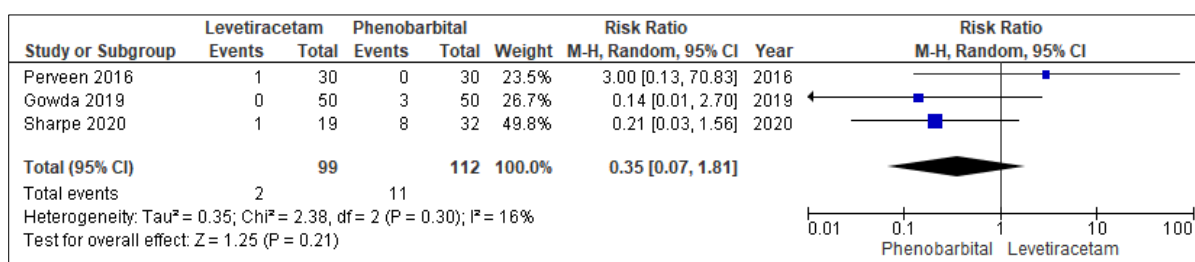 Levetiracetam Phenobarbital Risk Ratio Risk Ratio
Study or Subgroup Events Total Events Total Weight M-H, Random, 95% CI Year M-H, Random, 95% CI
Perveen 2016 1 30 0 30 23.5% 3.00 [0.13, 70.83] 2016
Gowda 2019 0 50 3 50 26.7% 0.14 [0.01, 2.70] 2019
Sharpe 2020 1 19 8 32 49.8% 0.21 [0.03, 1.56] 2020
Total (95% CI) 99 112 100.0% 0.35 [0.07, 1.81]
Total events 2 11
Heterogeneity: Tau² = 0.35; Chi² = 2.38, df = 2 (P = 0.30); I² = 16%
Test for overall effect: Z = 1.25 (P = 0.21)
0.01 0.1 1 10 100
Phenobarbital Levetiracetam